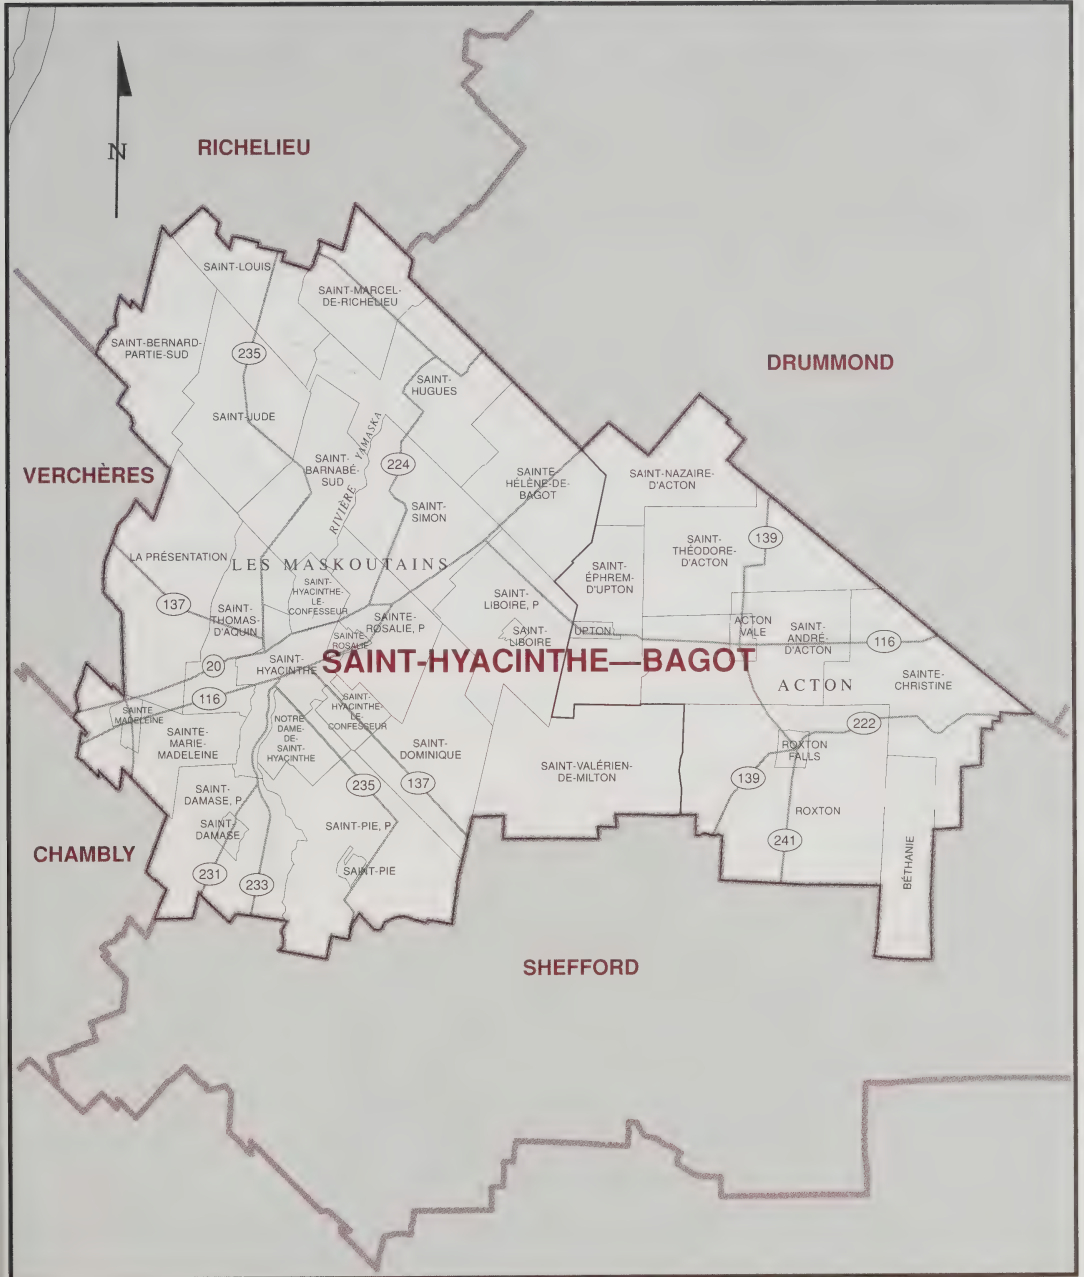 N
RICHELIEU
SAINT-LOUIS
SAINT-MARCEL-
DE-RICHELIEU
SAINT-BERNARD-
PARTIE-SUD
235
DRUMMOND
SAINT-
HUGUES
SAINT-JUDE
VERCHÈRES
SAINT-
BARNABÉ-
SUD
RIVIÈRE YAMASKA
224
SAINTE
HÉLÈNE-DE-
BAGOT
SAINT-NAZAIRE-
D'ACTON
SAINT-
SIMON
LA PRÉSENTATION
LES MASKOUTAINS
SAINT-
THÉODORE-
D'ACTON
139
SAINT-
ÉPHREM-
D'UPTON
SAINT-
HYACINTHE-
LE-
CONFESSEUR
137
SAINT-
THOMAS-
D'AQUIN
SAINTE-
ROSALIE, P
SAINT-
LIBOIRE, P
SAINTE
ROSALIE
SAINT-
LIBOIRE
UPTON
ACTON
VALE
SAINT-
ANDRÉ-
D'ACTON
116
20
SAINT-
HYACINTHE
SAINT-HYACINTHE—BAGOT
ACTON
SAINTE-
CHRISTINE
116
SAINTE
MADELEINE
SAINT-
HYACINTHE-
LE-
CONFESSEUR
NOTRE
DAME-
DE-
SAINT-
HYACINTHE
222
SAINTE-
MARIE-
MADELEINE
SAINT-
DOMINIQUE
ROXTON
FALLS
SAINT-VALÉRIEN-
DE-MILTON
139
235
137
SAINT-
DAMASE, P
SAINT-
DAMASE
SAINT-PIE, P
ROXTON
241
CHAMBLY
SAINT-PIE
BÉTHANIE
231
233
SHEFFORD